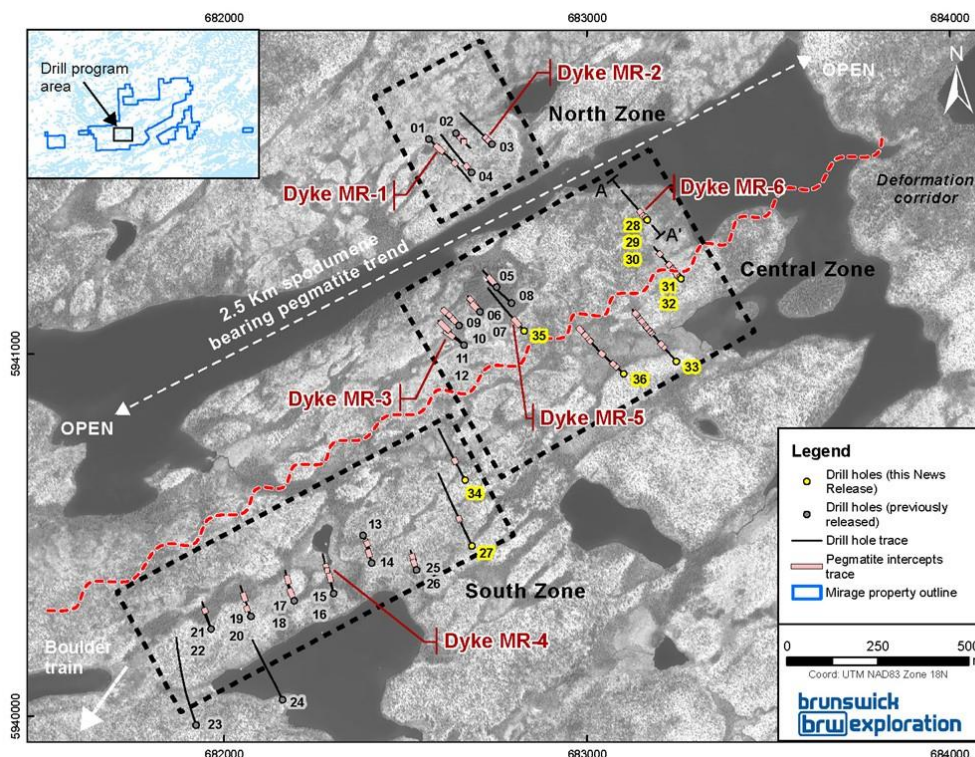 682000
683000
684000
Drill program
area
Dyke MR-2
OPEN
N
North Zone
01
02
03
04
Dyke MR-1
A
Dyke MR-6
Deformation
corridor
28
A'
29
30
2.5 Km spodumene
bearing pegmatite trend
Central Zone
31
32
05
08
06
07
35
09
10
11
12
5941000
5941000
36
33
Dyke MR-3
Dyke MR-5
OPEN
34
27
13
14
25
26
South Zone
15
16
17
18
19
20
21
22
Dyke MR-4
Boulder
train
23
24
5940000
Legend
Drill holes (this News
Release)
Drill holes (previously
released)
Drill hole trace
Pegmatite intercepts
trace
Mirage property outline
0 250 500
Coord: UTM NAD83 Zone 18N
brunswick
brw exploration
682000
683000